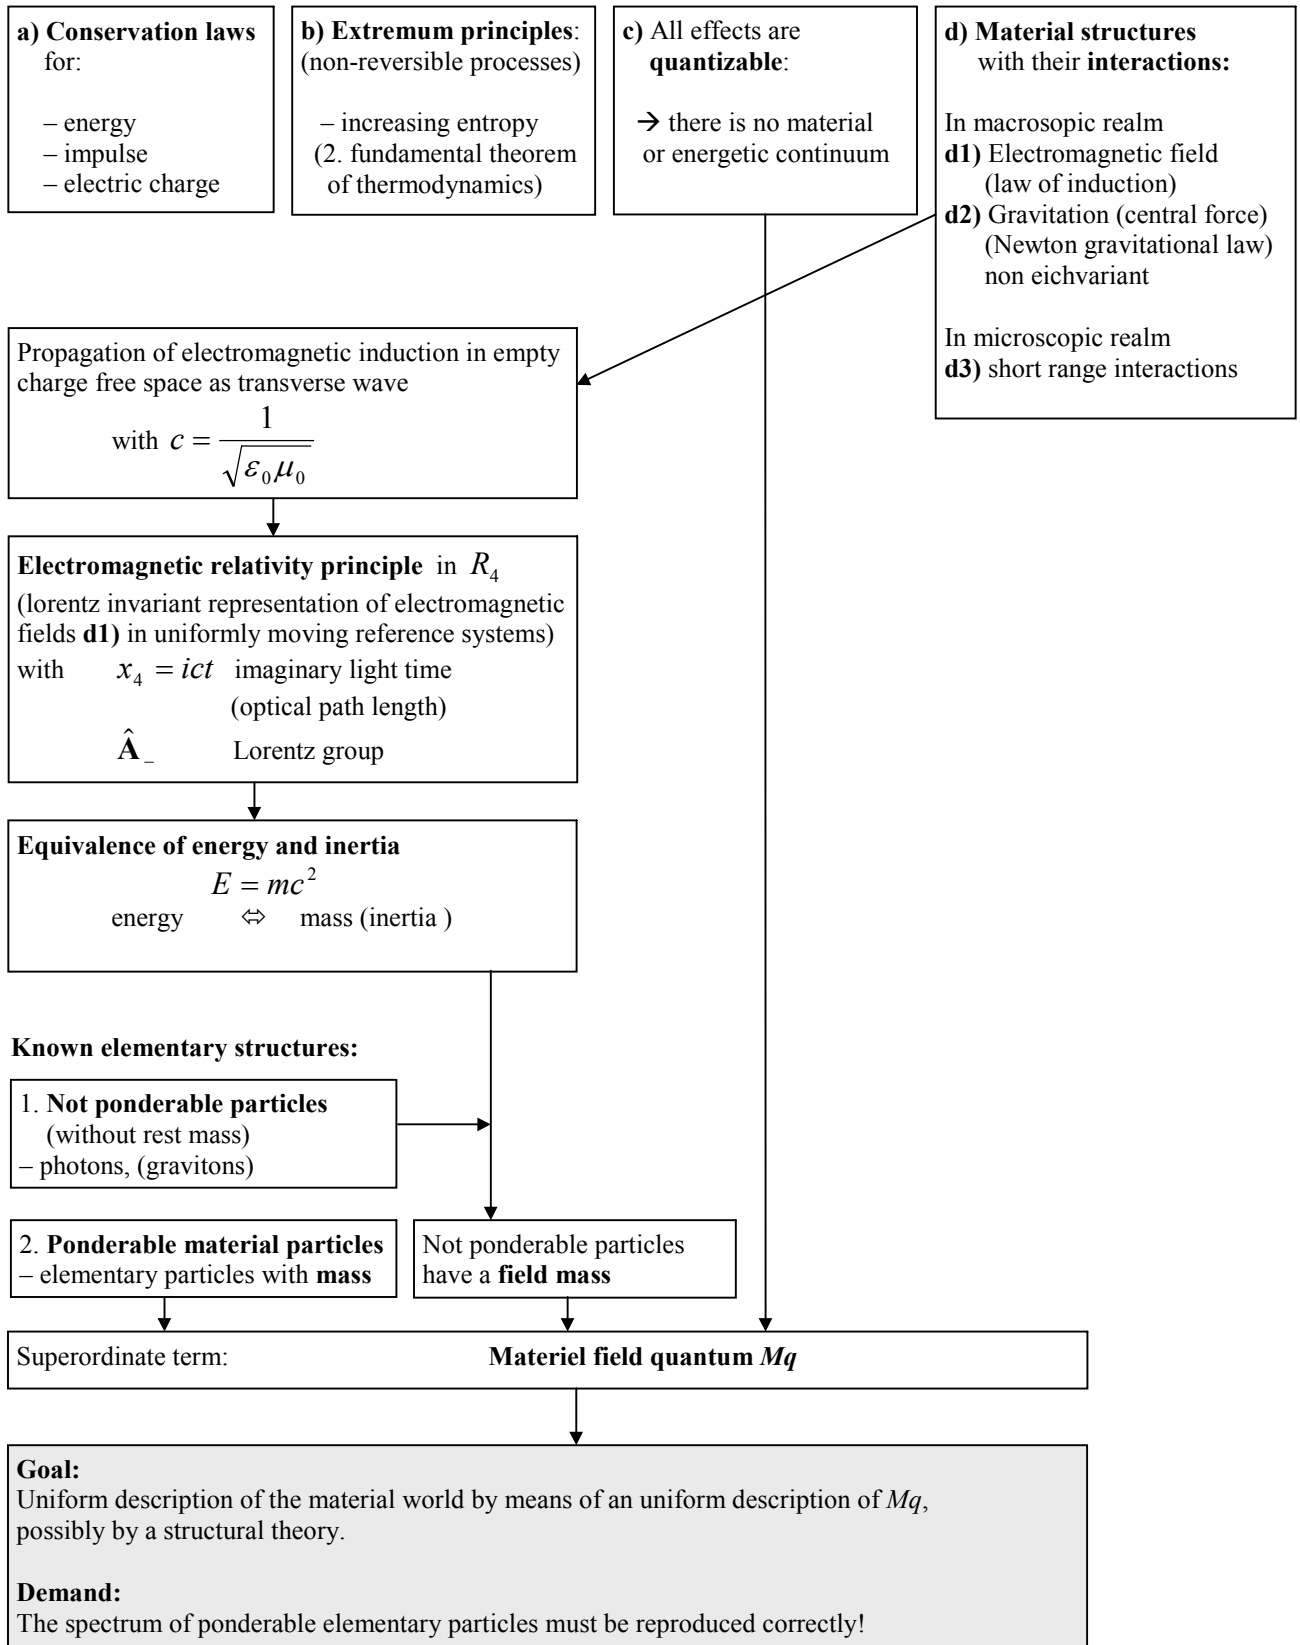 a) Conservation laws
for:
– energy
– impulse
– electric charge
b) Extremum principles:
(non-reversible processes)
– increasing entropy
(2. fundamental theorem
of thermodynamics)
c) All effects are
quantizable:
→ there is no material
or energetic continuum
d) Material structures
with their interactions:
In macrosopic realm
d1) Electromagnetic field
(law of induction)
d2) Gravitation (central force)
(Newton gravitational law)
non eichvariant
In microscopic realm
d3) short range interactions
Propagation of electromagnetic induction in empty
charge free space as transverse wave
with c = 1 / √(ε₀μ₀)
Electromagnetic relativity principle in R₄
(lorentz invariant representation of electromagnetic
fields d1) in uniformly moving reference systems)
with x₄ = ict imaginary light time
(optical path length)
Â₋ Lorentz group
Equivalence of energy and inertia
E = mc²
energy ⇔ mass (inertia )
Known elementary structures:
1. Not ponderable particles
(without rest mass)
– photons, (gravitons)
2. Ponderable material particles
– elementary particles with mass
Not ponderable particles
have a field mass
Superordinate term: Materiel field quantum Mq
Goal:
Uniform description of the material world by means of an uniform description of Mq,
possibly by a structural theory.
Demand:
The spectrum of ponderable elementary particles must be reproduced correctly!